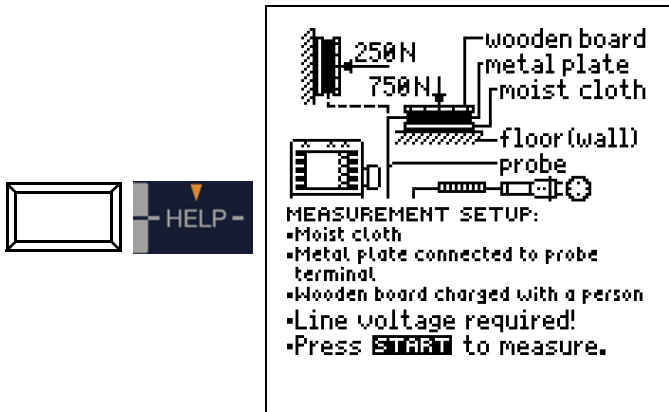 HELP
250N
750N
wooden board
metal plate
moist cloth
floor(wall)
probe
MEASUREMENT SETUP:
▪Moist cloth
▪Metal plate connected to probe
terminal
▪Wooden board charged with a person
▪Line voltage required!
▪Press START to measure.